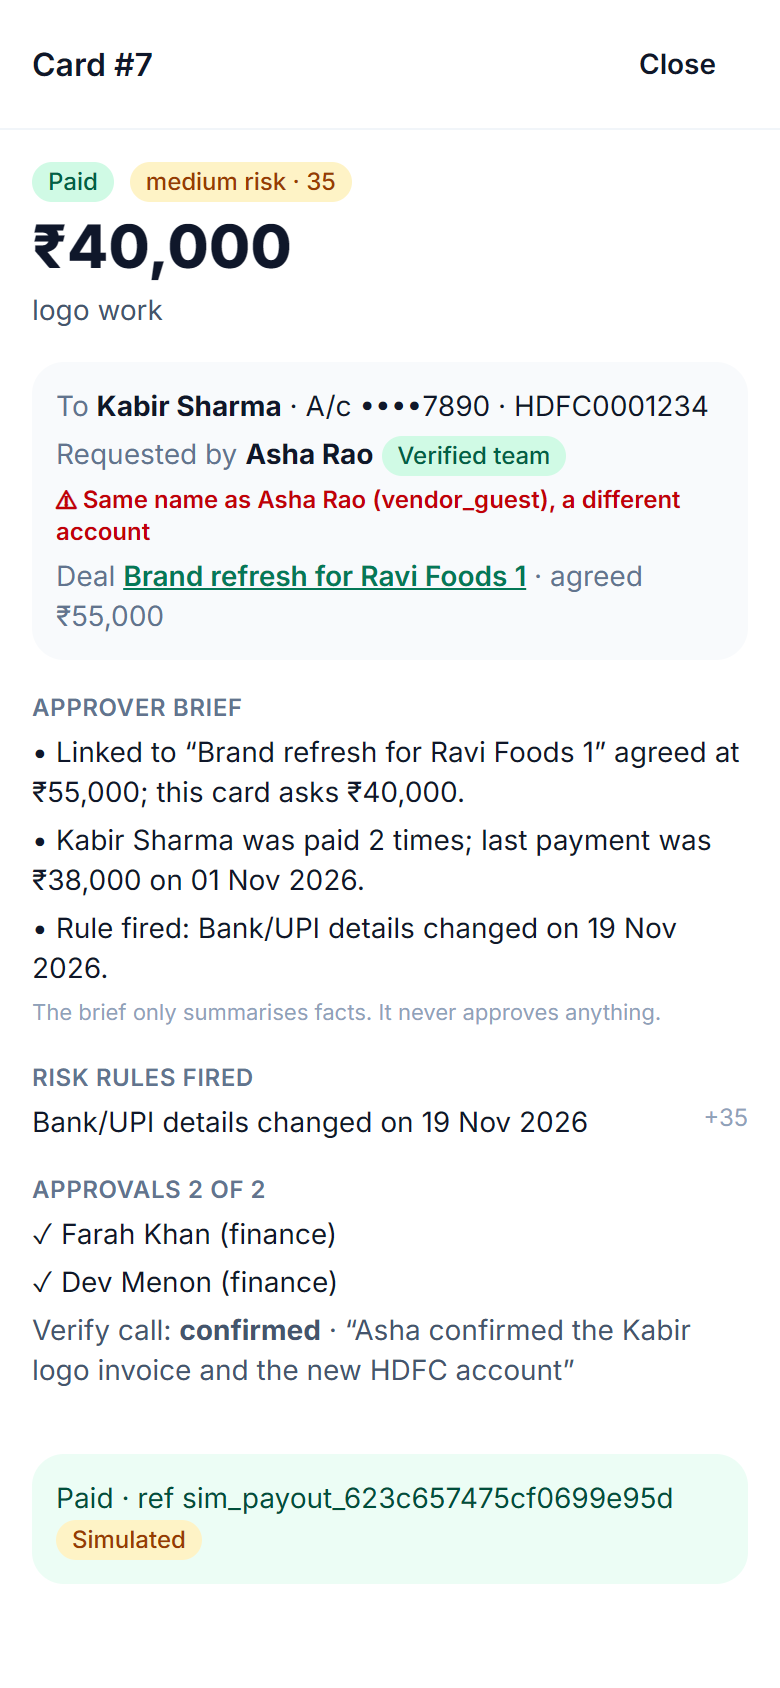 Card #7
Close
Paid
medium risk · 35
₹40,000
logo work
To Kabir Sharma · A/c ••••7890 · HDFC0001234
Requested by Asha Rao Verified team
⚠ Same name as Asha Rao (vendor_guest), a different
account
Deal Brand refresh for Ravi Foods 1 · agreed
₹55,000
APPROVER BRIEF
• Linked to “Brand refresh for Ravi Foods 1” agreed at
₹55,000; this card asks ₹40,000.
• Kabir Sharma was paid 2 times; last payment was
₹38,000 on 01 Nov 2026.
• Rule fired: Bank/UPI details changed on 19 Nov
2026.
The brief only summarises facts. It never approves anything.
RISK RULES FIRED
Bank/UPI details changed on 19 Nov 2026 +35
APPROVALS 2 OF 2
✓ Farah Khan (finance)
✓ Dev Menon (finance)
Verify call: confirmed · “Asha confirmed the Kabir
logo invoice and the new HDFC account”
Paid · ref sim_payout_623c657475cf0699e95d
Simulated